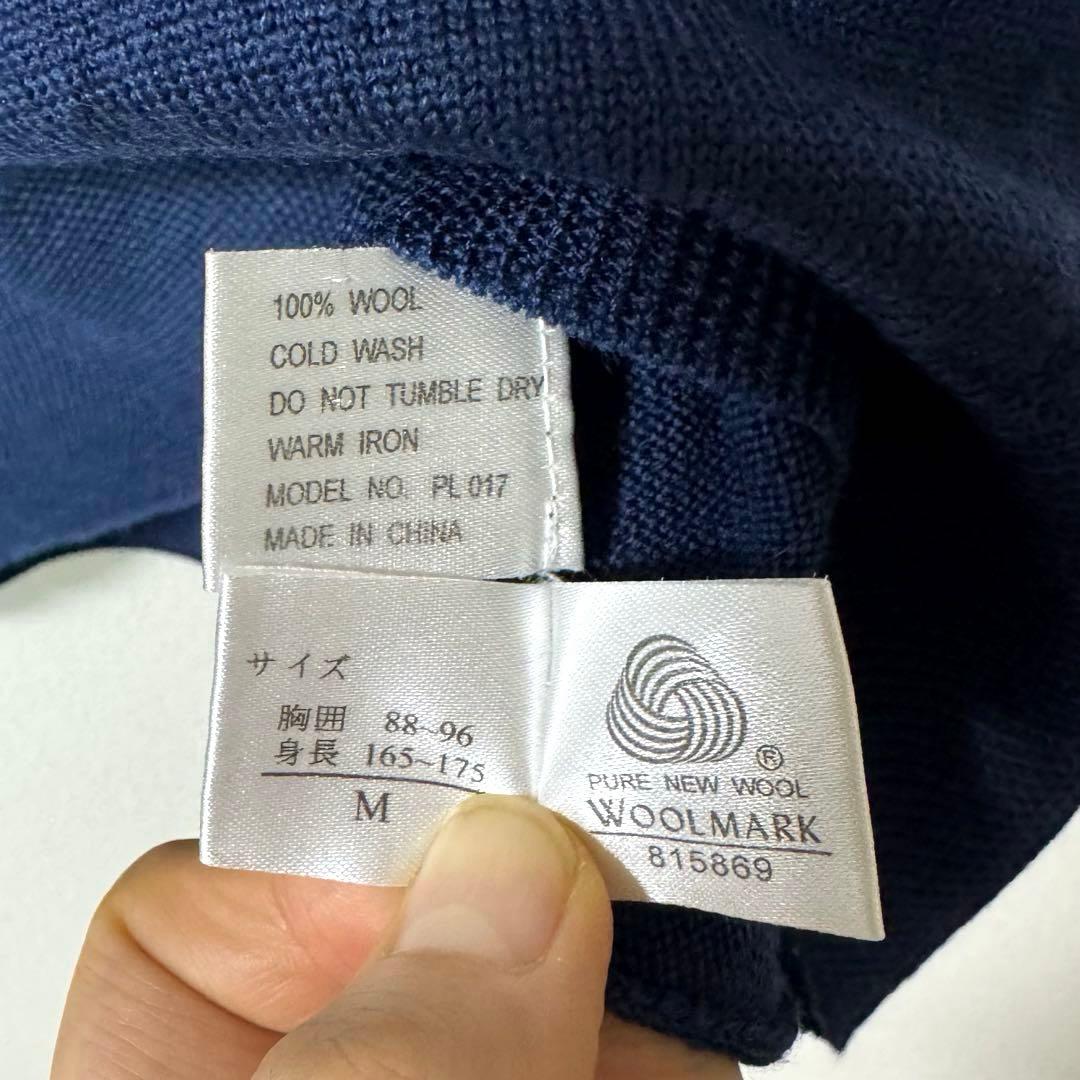 100% WOOL
COLD WASH
DO NOT TUMBLE DRY
WARM IRON
MODEL NO. PL 017
MADE IN CHINA
サイズ
胸囲 88~96
身長 165~175
M
®
PURE NEW WOOL
WOOLMARK
815869